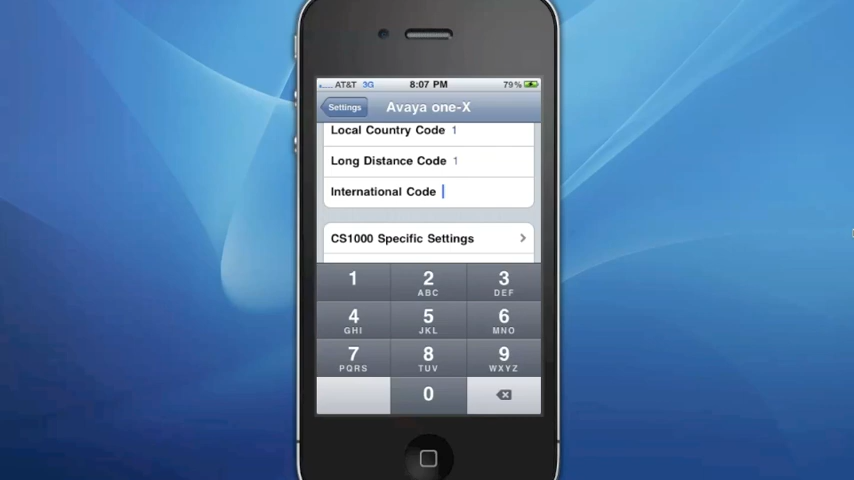 AT&T 3G 8:07 PM 79%
Settings Avaya one-X
Local Country Code 1
Long Distance Code 1
International Code
CS1000 Specific Settings
1 2 ABC 3 DEF
4 GHI 5 JKL 6 MNO
7 PQRS 8 TUV 9 WXYZ
0